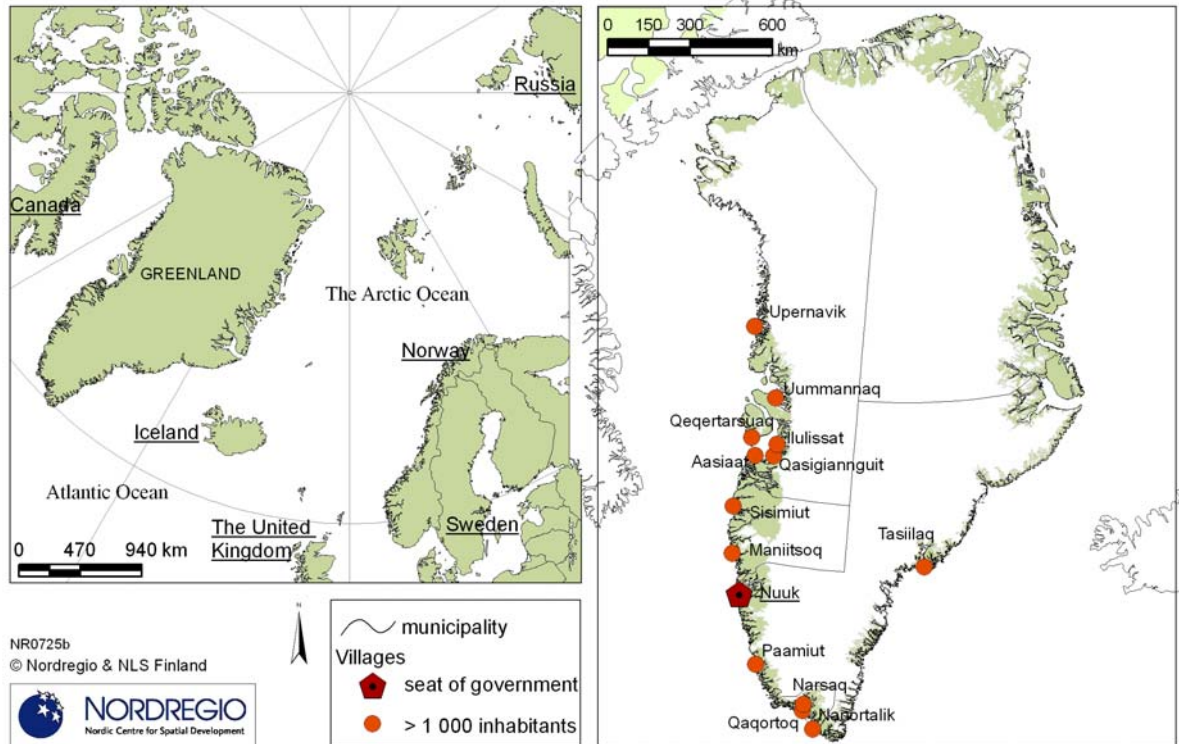 Russia
Canada
GREENLAND
The Arctic Ocean
Norway
Iceland
Atlantic Ocean
The United
Kingdom
Sweden
0 470 940 km
N
NR0725b
© Nordregio & NLS Finland
NORDREGIO
Nordic Centre for Spatial Development
municipality
Villages
seat of government
> 1 000 inhabitants
0 150 300 600
km
Upernavik
Uummannaq
Qeqertarsuaq
Ilulissat
Aasiaat
Qasigiannguit
Sisimiut
Tasiilaq
Maniitsoq
Nuuk
Paamiut
Narsaq
Nanortalik
Qaqortoq